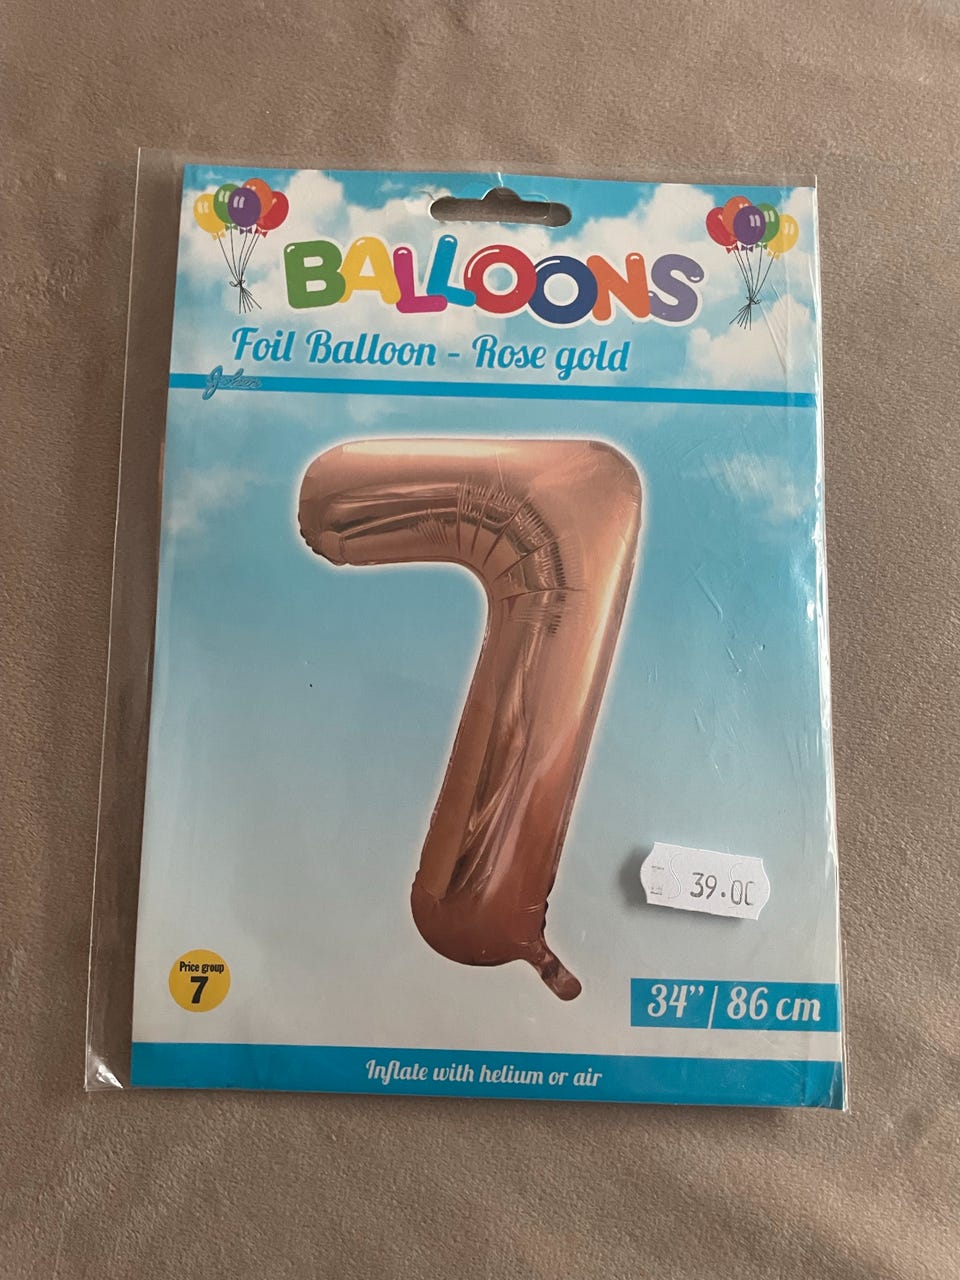 BALLOONS
Foil Balloon - Rose gold
39.00
Price group
7
34” | 86 cm
Inflate with helium or air